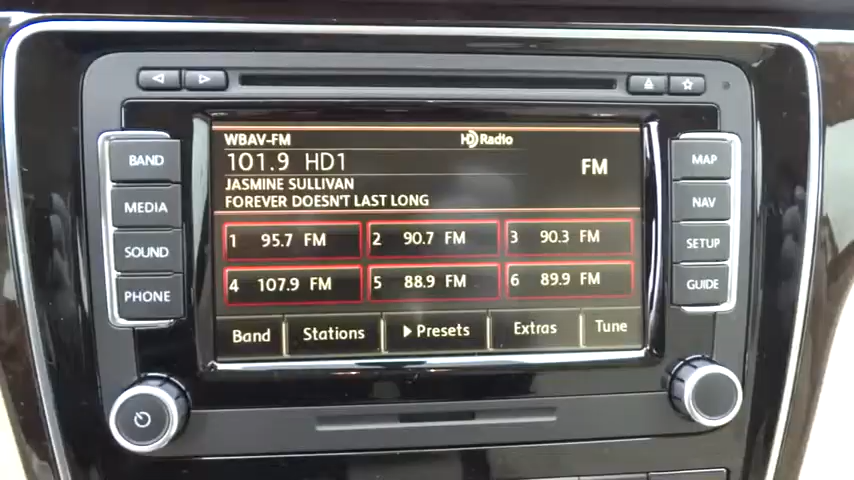 WBAV-FM HD Radio
101.9 HD1
FM
JASMINE SULLIVAN
FOREVER DOESN'T LAST LONG
1 95.7 FM 2 90.7 FM 3 90.3 FM
4 107.9 FM 5 88.9 FM 6 89.9 FM
Band Stations Presets Extras Tune
BAND
MEDIA
SOUND
PHONE
MAP
NAV
SETUP
GUIDE